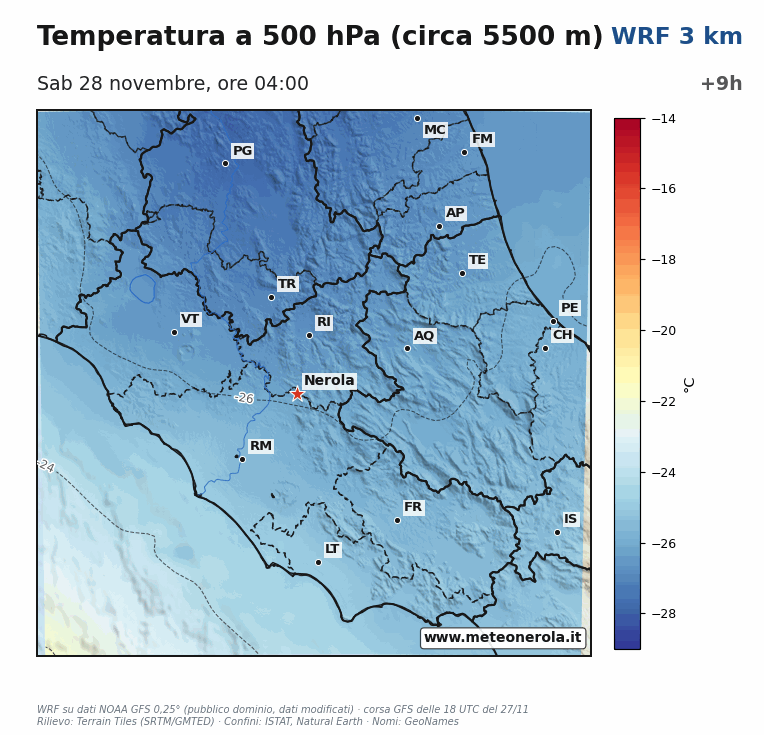 Temperatura a 500 hPa (circa 5500 m) WRF 3 km
Sab 28 novembre, ore 04:00 +9h
MC
FM
PG
AP
TE
TR
PE
VT
RI
AQ
CH
Nerola
-26
RM
-24
FR
IS
LT
www.meteonerola.it
−14
−16
−18
−20
−22
−24
−26
−28
°C
WRF su dati NOAA GFS 0,25° (pubblico dominio, dati modificati) · corsa GFS delle 18 UTC del 27/11
Rilievo: Terrain Tiles (SRTM/GMTED) · Confini: ISTAT, Natural Earth · Nomi: GeoNames